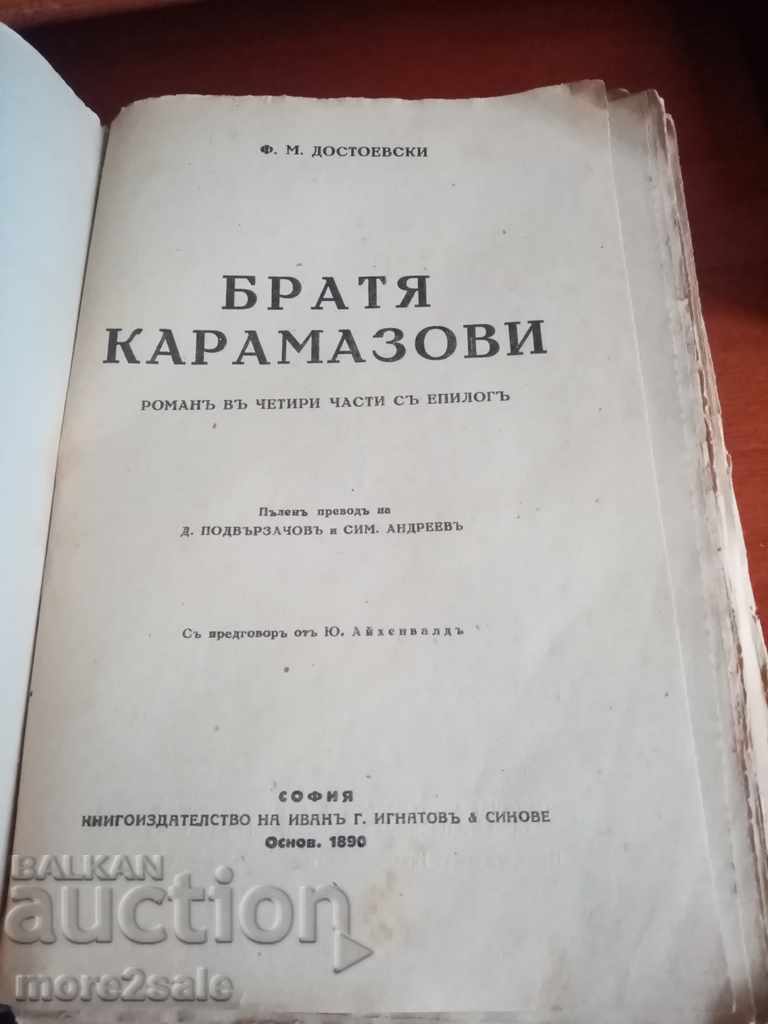 Ф. М. ДОСТОЕВСКИ
БРАТЯ
КАРАМАЗОВИ
РОМАНЪ ВЪ ЧЕТИРИ ЧАСТИ СЪ ЕПИЛОГЪ
Пъленъ преводъ на
Д. ПОДВЪРЗАЧОВЪ и СИМ. АНДРЕЕВЪ
Съ предговоръ отъ Ю. Айхенвалдъ
СОФИЯ
КНИГОИЗДАТЕЛСТВО НА ИВАНЪ Г. ИГНАТОВЪ & СИНОВЕ
Основ. 1890
BALKAN
auction
more2sale